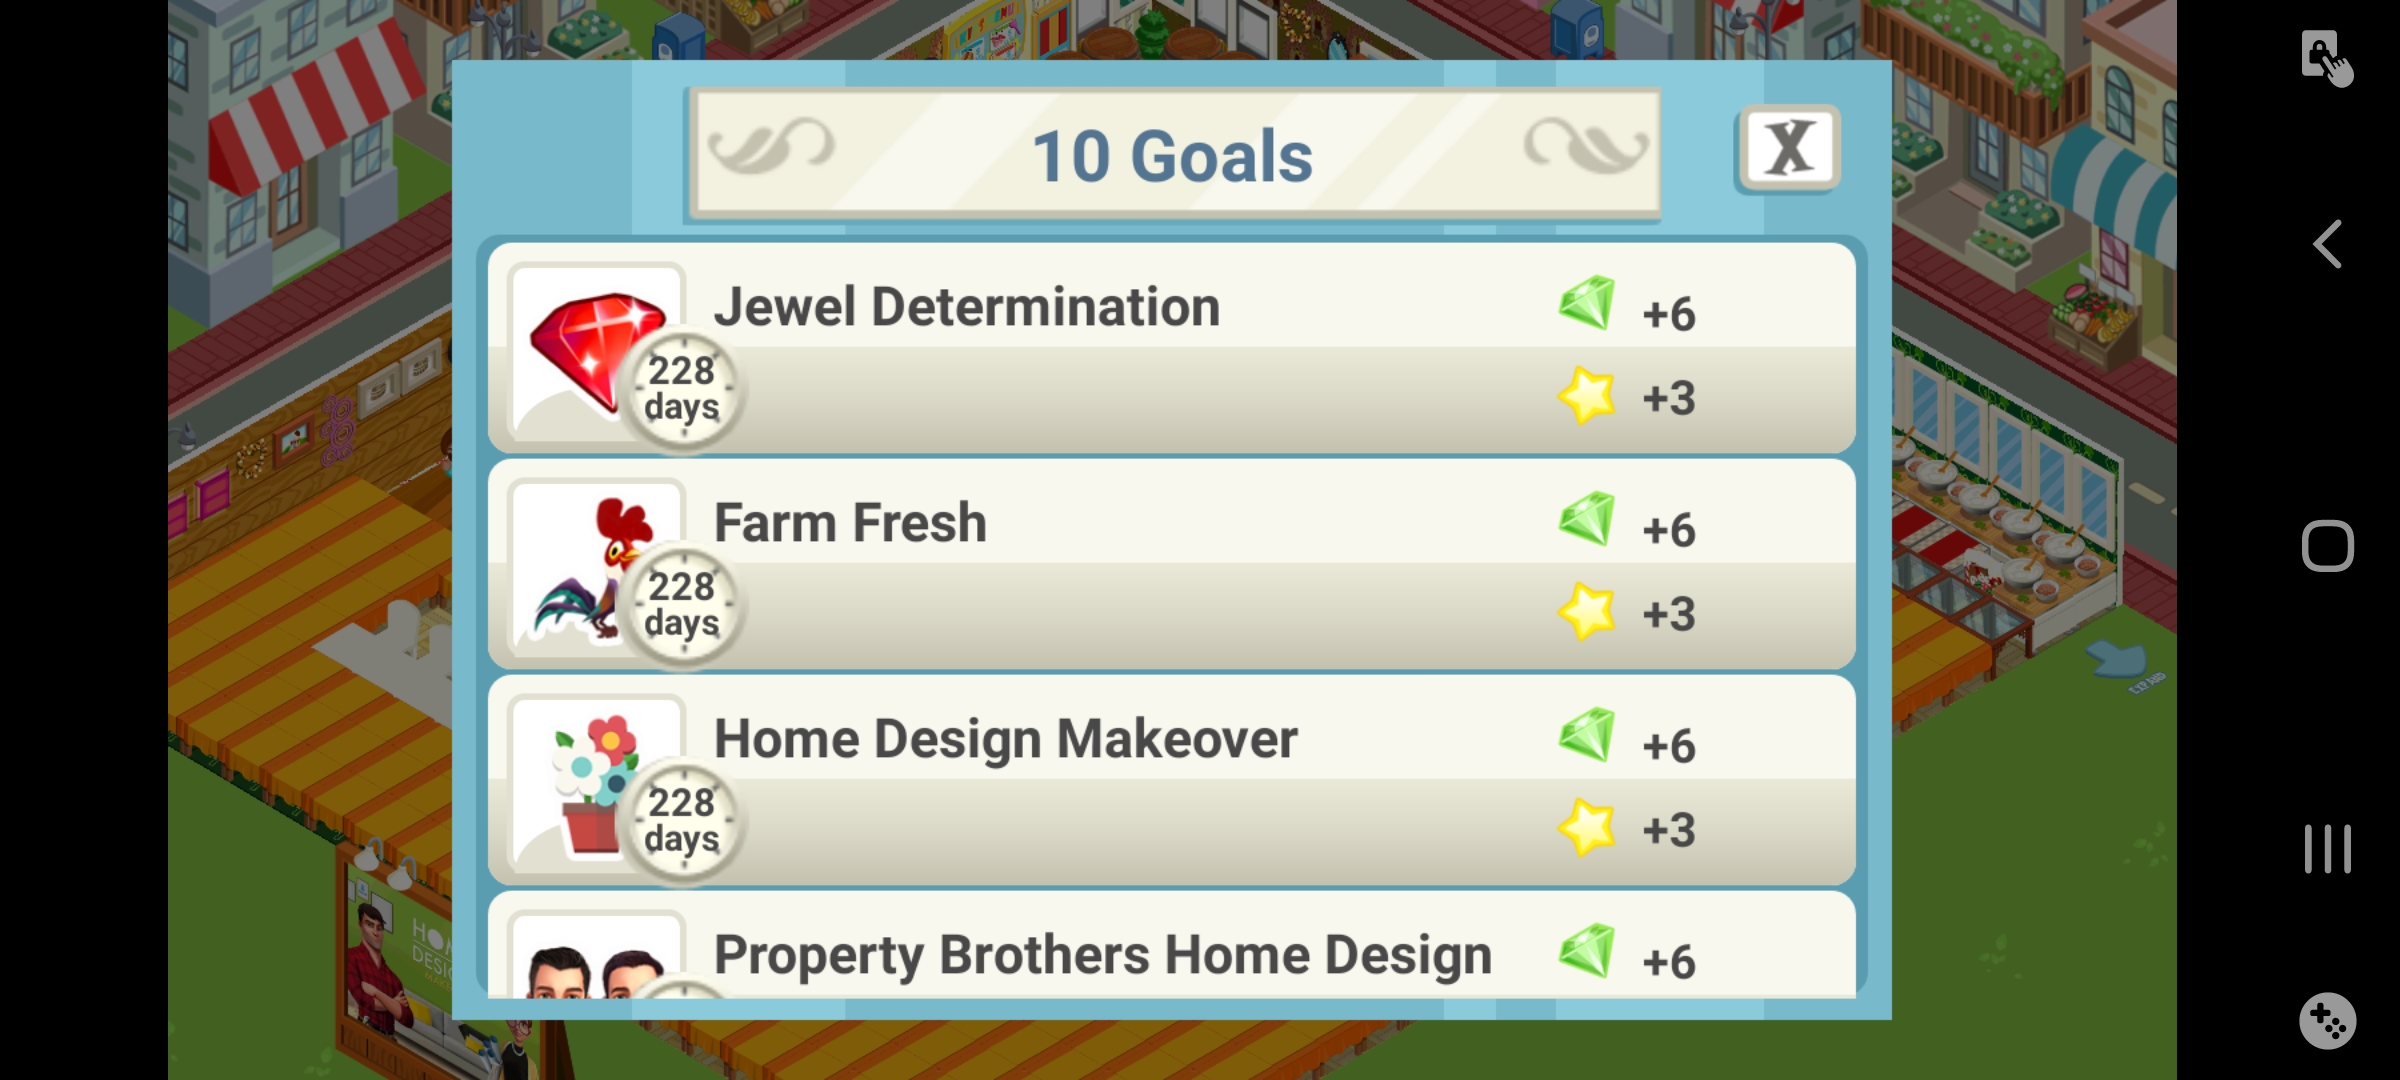 10 Goals
X
Jewel Determination
+6
228
days
+3
Farm Fresh
+6
228
days
+3
Home Design Makeover
+6
228
days
+3
Property Brothers Home Design
+6
EXPAND